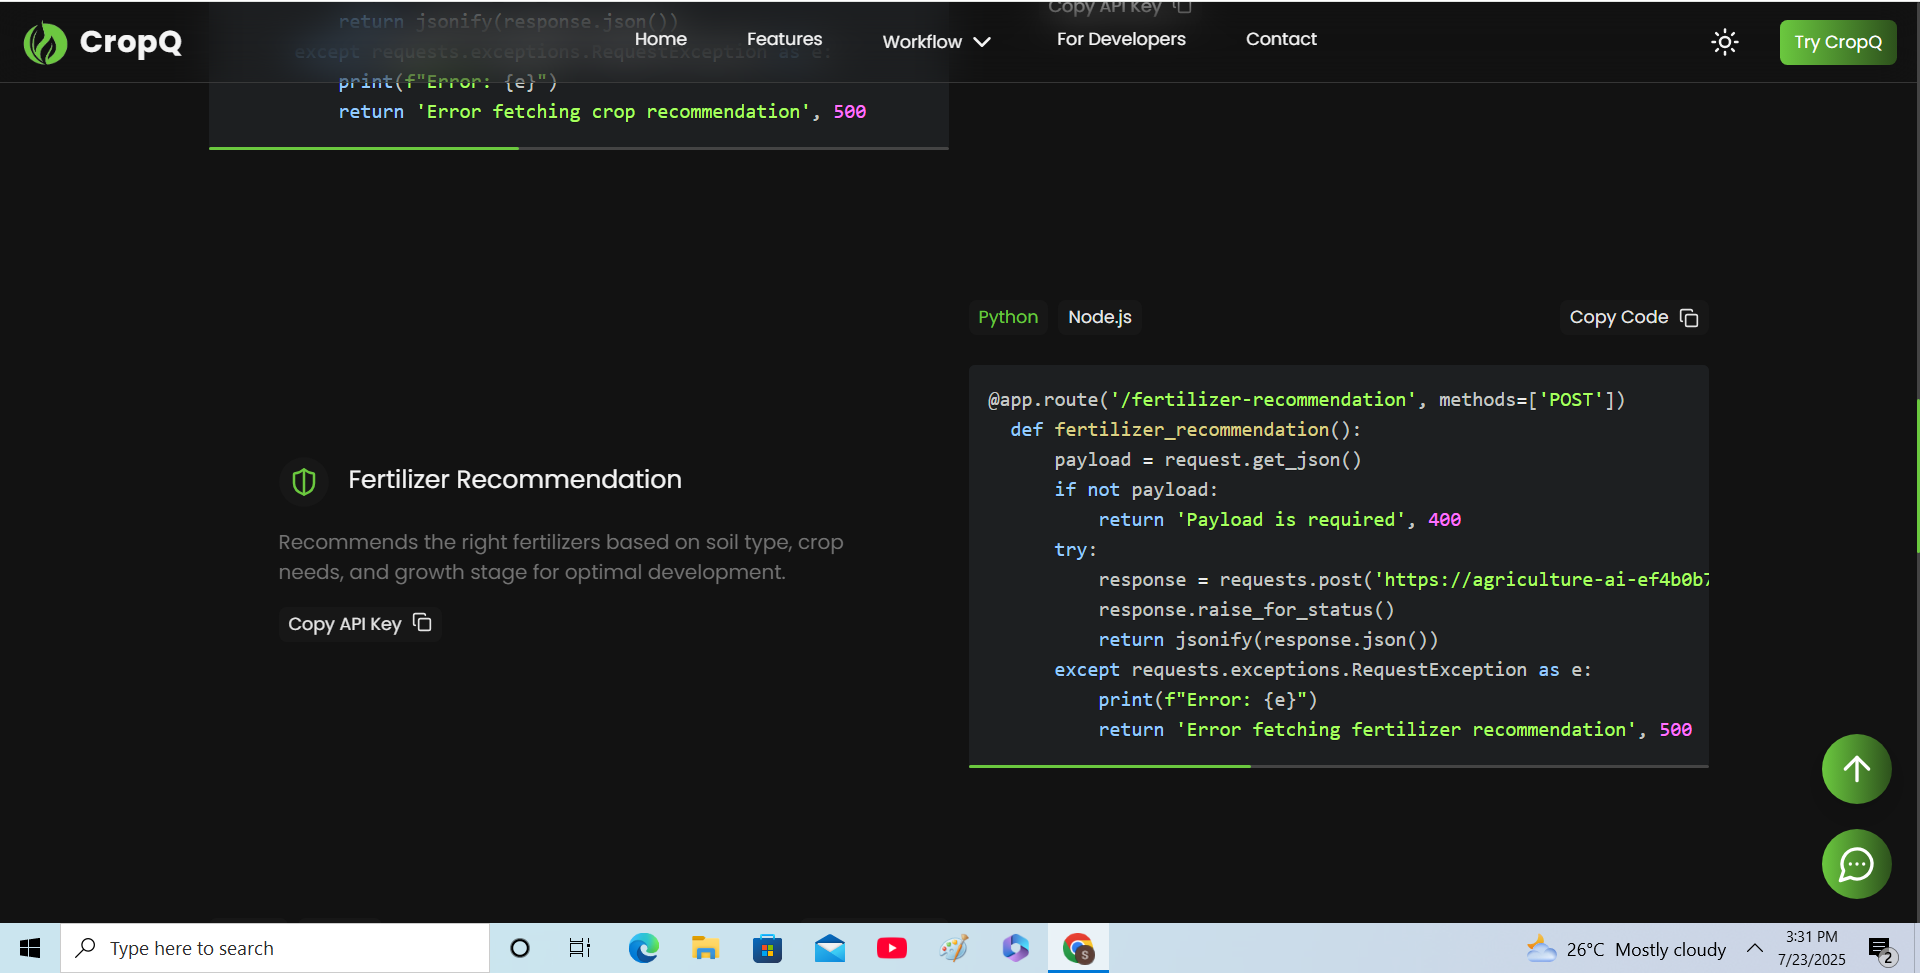 Copy API Key
return jsonify(response.json())
CropQ
Home
Features
Workflow
For Developers
Contact
Try CropQ
except requests.exceptions.RequestException as e:
print(f"Error: {e}")
return 'Error fetching crop recommendation', 500
Python
Node.js
Copy Code
@app.route('/fertilizer-recommendation', methods=['POST'])
def fertilizer_recommendation():
payload = request.get_json()
if not payload:
return 'Payload is required', 400
try:
response = requests.post('https://agriculture-ai-ef4b0b7
response.raise_for_status()
return jsonify(response.json())
except requests.exceptions.RequestException as e:
print(f"Error: {e}")
return 'Error fetching fertilizer recommendation', 500
Fertilizer Recommendation
Recommends the right fertilizers based on soil type, crop
needs, and growth stage for optimal development.
Copy API Key
Type here to search
S
26°C Mostly cloudy
3:31 PM
7/23/2025
2